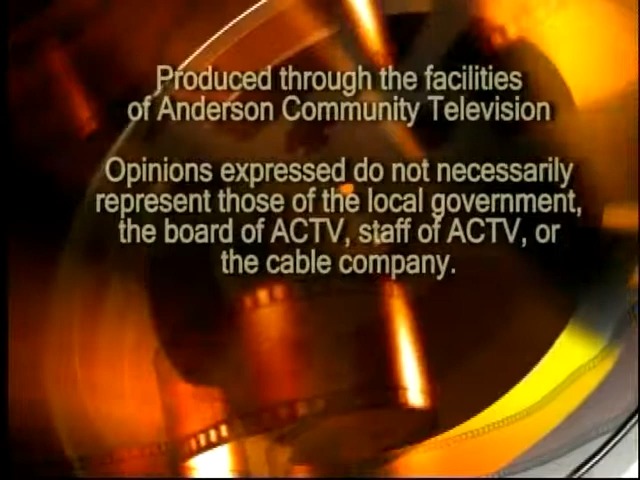 Produced through the facilities
of Anderson Community Television
Opinions expressed do not necessarily
represent those of the local government,
the board of ACTV, staff of ACTV, or
the cable company.